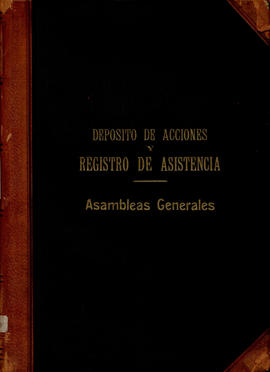 DEPOSITO DE ACCIONES
Y
REGISTRO DE ASISTENCIA
Asambleas Generales